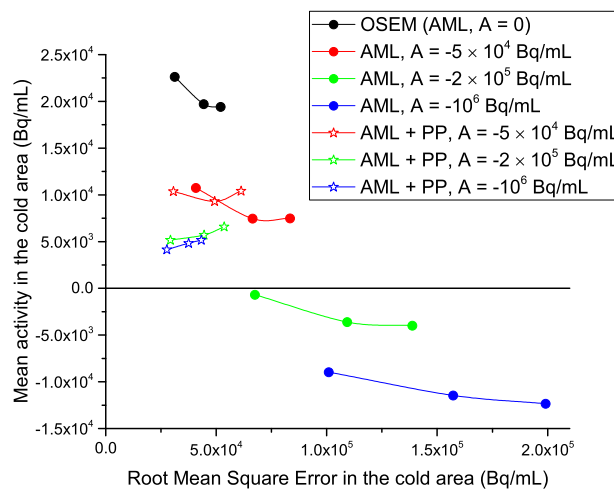 OSEM (AML, A = 0)
AML, A = -5 × 10⁴ Bq/mL
AML, A = -2 × 10⁵ Bq/mL
AML, A = -10⁶ Bq/mL
AML + PP, A = -5 × 10⁴ Bq/mL
AML + PP, A = -2 × 10⁵ Bq/mL
AML + PP, A = -10⁶ Bq/mL
Mean activity in the cold area (Bq/mL)
2.5x10⁴
2.0x10⁴
1.5x10⁴
1.0x10⁴
5.0x10³
0.0
-5.0x10³
-1.0x10⁴
-1.5x10⁴
0.0 5.0x10⁴ 1.0x10⁵ 1.5x10⁵ 2.0x10⁵
Root Mean Square Error in the cold area (Bq/mL)